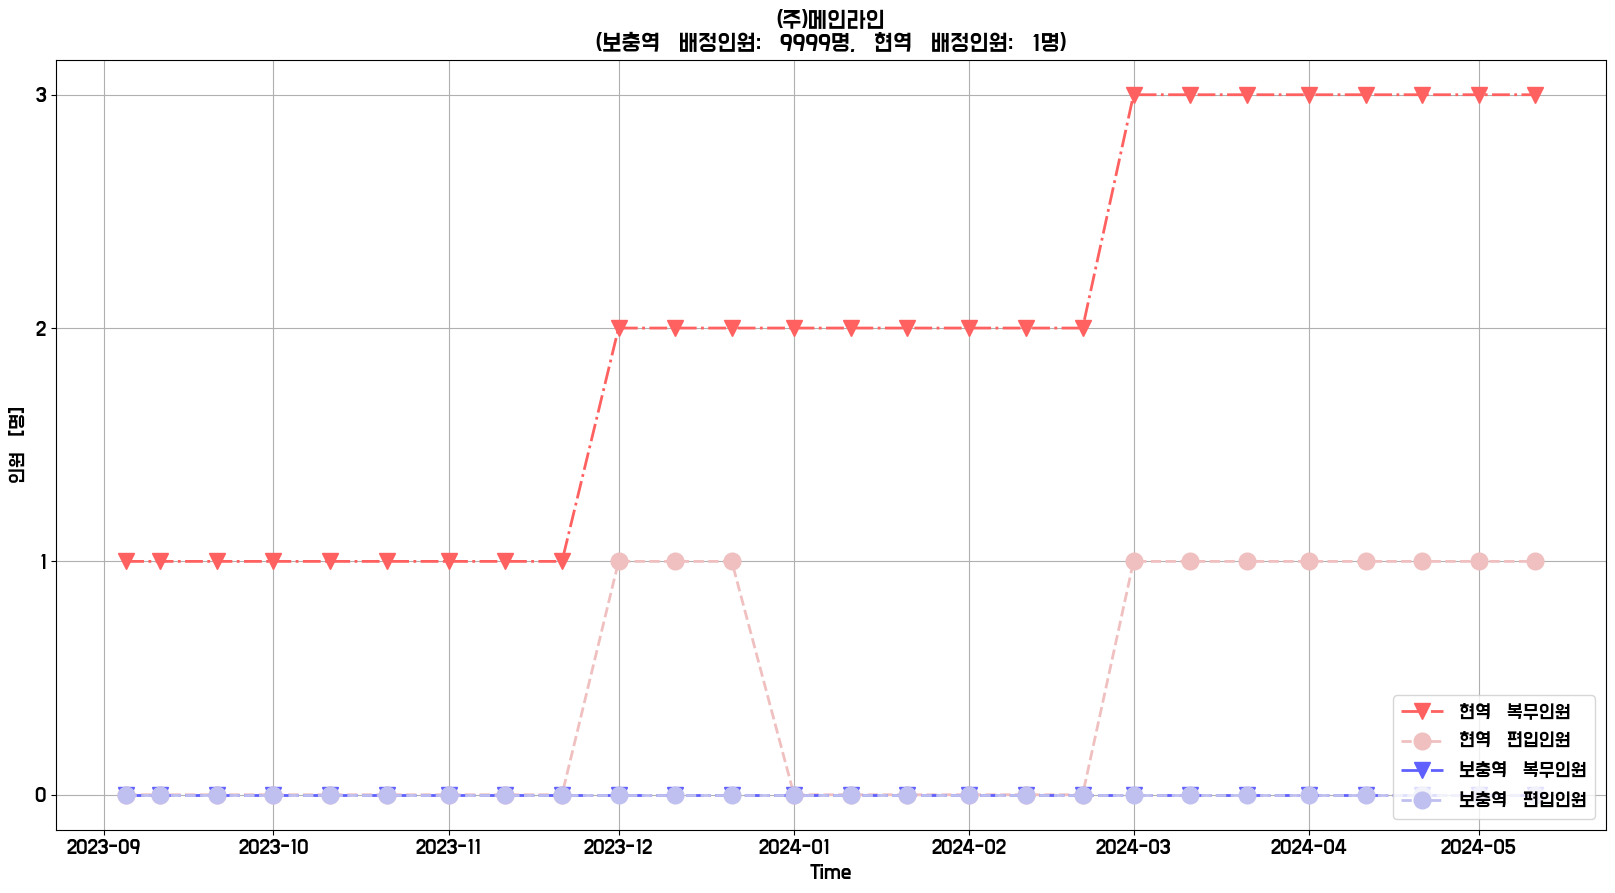 (주)메인라인
(보충역 배정인원: 9999명, 현역 배정인원: 1명)
인원 [명]
3
2
1
0
2023-09
2023-10
2023-11
2023-12
2024-01
2024-02
2024-03
2024-04
2024-05
Time
현역 복무인원
현역 편입인원
보충역 복무인원
보충역 편입인원